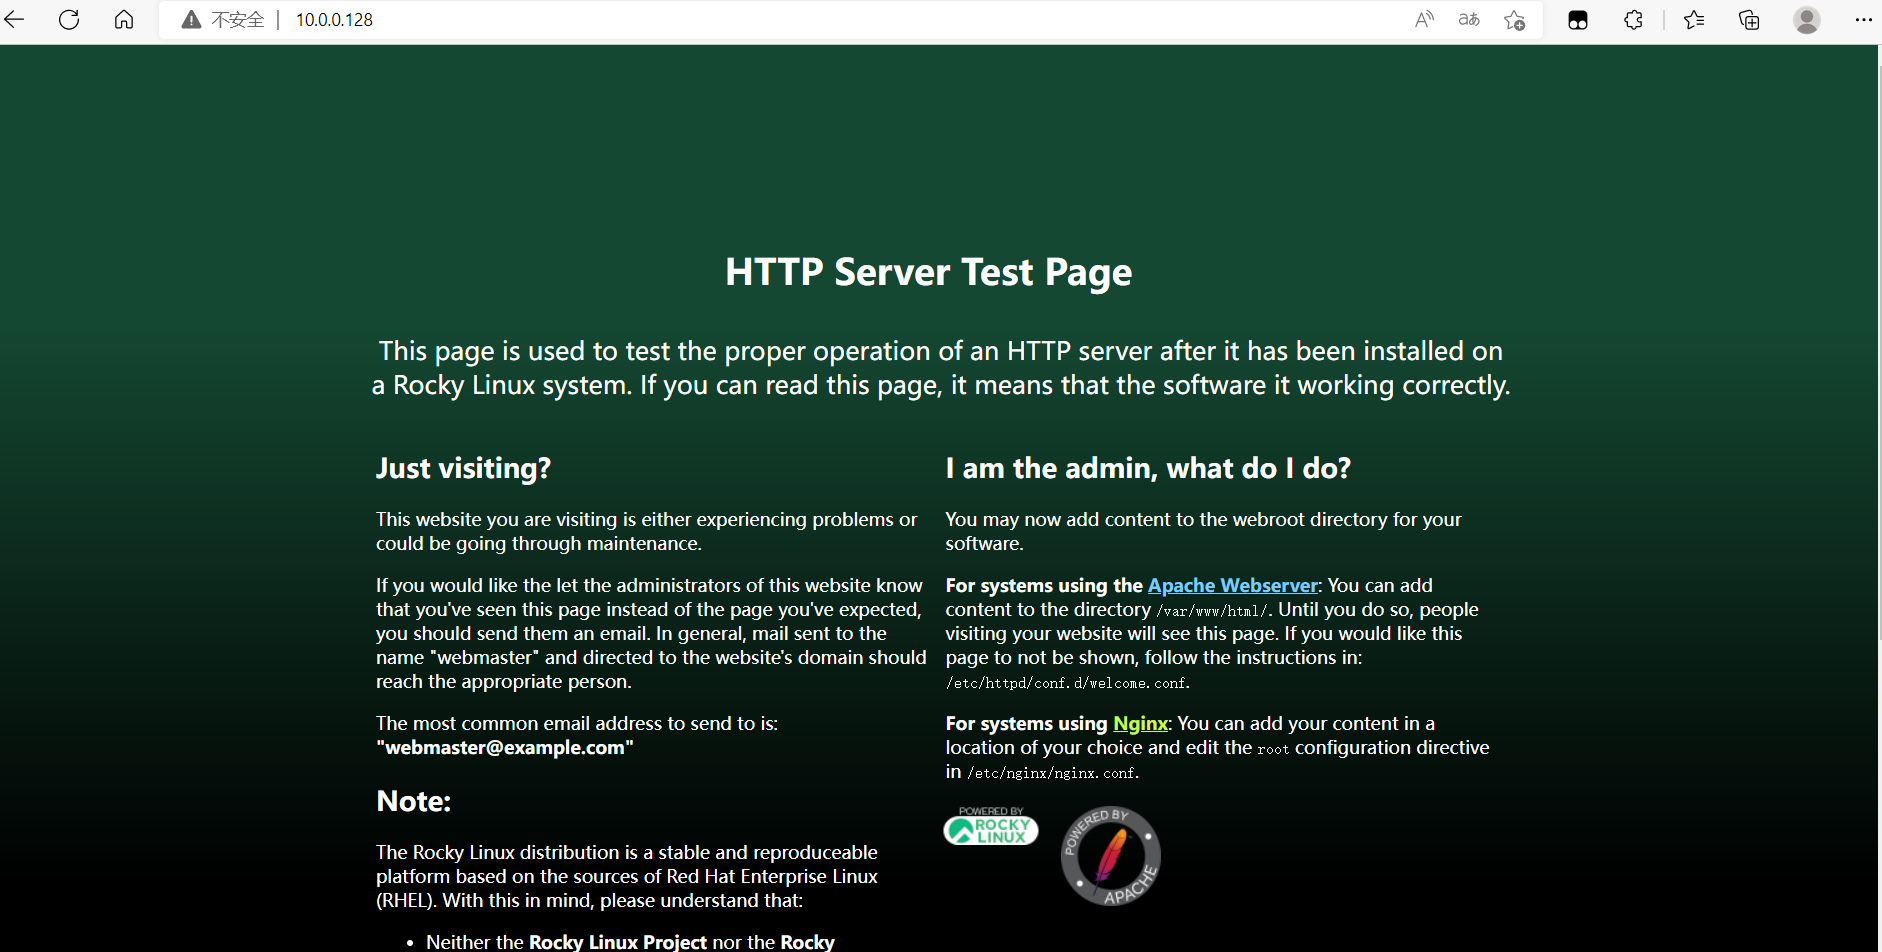 不安全 | 10.0.0.128
HTTP Server Test Page
This page is used to test the proper operation of an HTTP server after it has been installed on
a Rocky Linux system. If you can read this page, it means that the software it working correctly.
Just visiting?
This website you are visiting is either experiencing problems or
could be going through maintenance.
If you would like the let the administrators of this website know
that you've seen this page instead of the page you've expected,
you should send them an email. In general, mail sent to the
name "webmaster" and directed to the website's domain should
reach the appropriate person.
The most common email address to send to is:
"webmaster@example.com"
Note:
The Rocky Linux distribution is a stable and reproduceable
platform based on the sources of Red Hat Enterprise Linux
(RHEL). With this in mind, please understand that:
• Neither the Rocky Linux Project nor the Rocky
I am the admin, what do I do?
You may now add content to the webroot directory for your
software.
For systems using the Apache Webserver: You can add
content to the directory /var/www/html/. Until you do so, people
visiting your website will see this page. If you would like this
page to not be shown, follow the instructions in:
/etc/httpd/conf.d/welcome.conf.
For systems using Nginx: You can add your content in a
location of your choice and edit the root configuration directive
in /etc/nginx/nginx.conf.
POWERED BY
ROCKY
LINUX
POWERED BY
APACHE